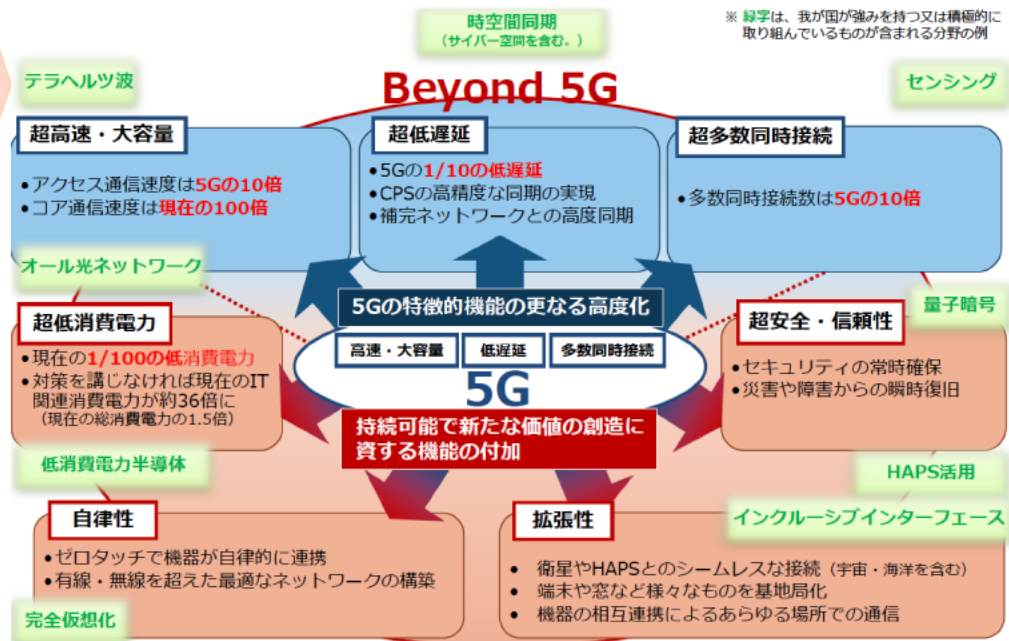 時空間同期
(サイバー空間を含む。)
※ 緑字は、我が国が強みを持つ又は積極的に
取り組んでいるものが含まれる分野の例
テラヘルツ波
Beyond 5G
センシング
超高速・大容量
•アクセス通信速度は5Gの10倍
•コア通信速度は現在の100倍
超低遅延
•5Gの1/10の低遅延
•CPSの高精度な同期の実現
•補完ネットワークとの高度同期
超多数同時接続
•多数同時接続数は5Gの10倍
オール光ネットワーク
5Gの特徴的機能の更なる高度化
量子暗号
超低消費電力
•現在の1/100の低消費電力
•対策を講じなければ現在のIT
関連消費電力が約36倍に
(現在の総消費電力の1.5倍)
高速・大容量
低遅延
多数同時接続
5G
超安全・信頼性
•セキュリティの常時確保
•災害や障害からの瞬時復旧
持続可能で新たな価値の創造に
資する機能の付加
低消費電力半導体
HAPS活用
インクルーシブインターフェース
自律性
•ゼロタッチで機器が自律的に連携
•有線・無線を超えた最適なネットワークの構築
完全仮想化
拡張性
• 衛星やHAPSとのシームレスな接続(宇宙・海洋を含む)
• 端末や窓など様々なものを基地局化
• 機器の相互連携によるあらゆる場所での通信